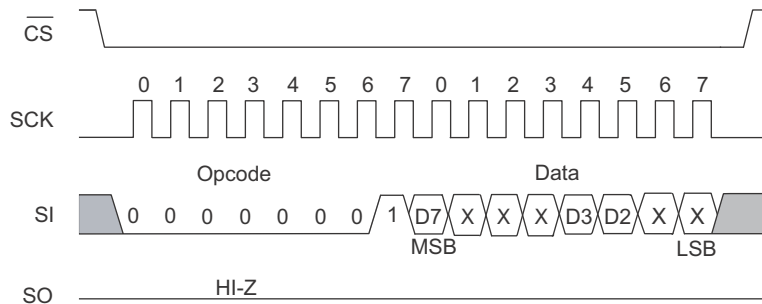 CS
0 1 2 3 4 5 6 7 0 1 2 3 4 5 6 7
SCK
Opcode Data
SI 0 0 0 0 0 0 0 1 D7 X X X D3 D2 X X
MSB LSB
HI-Z
SO